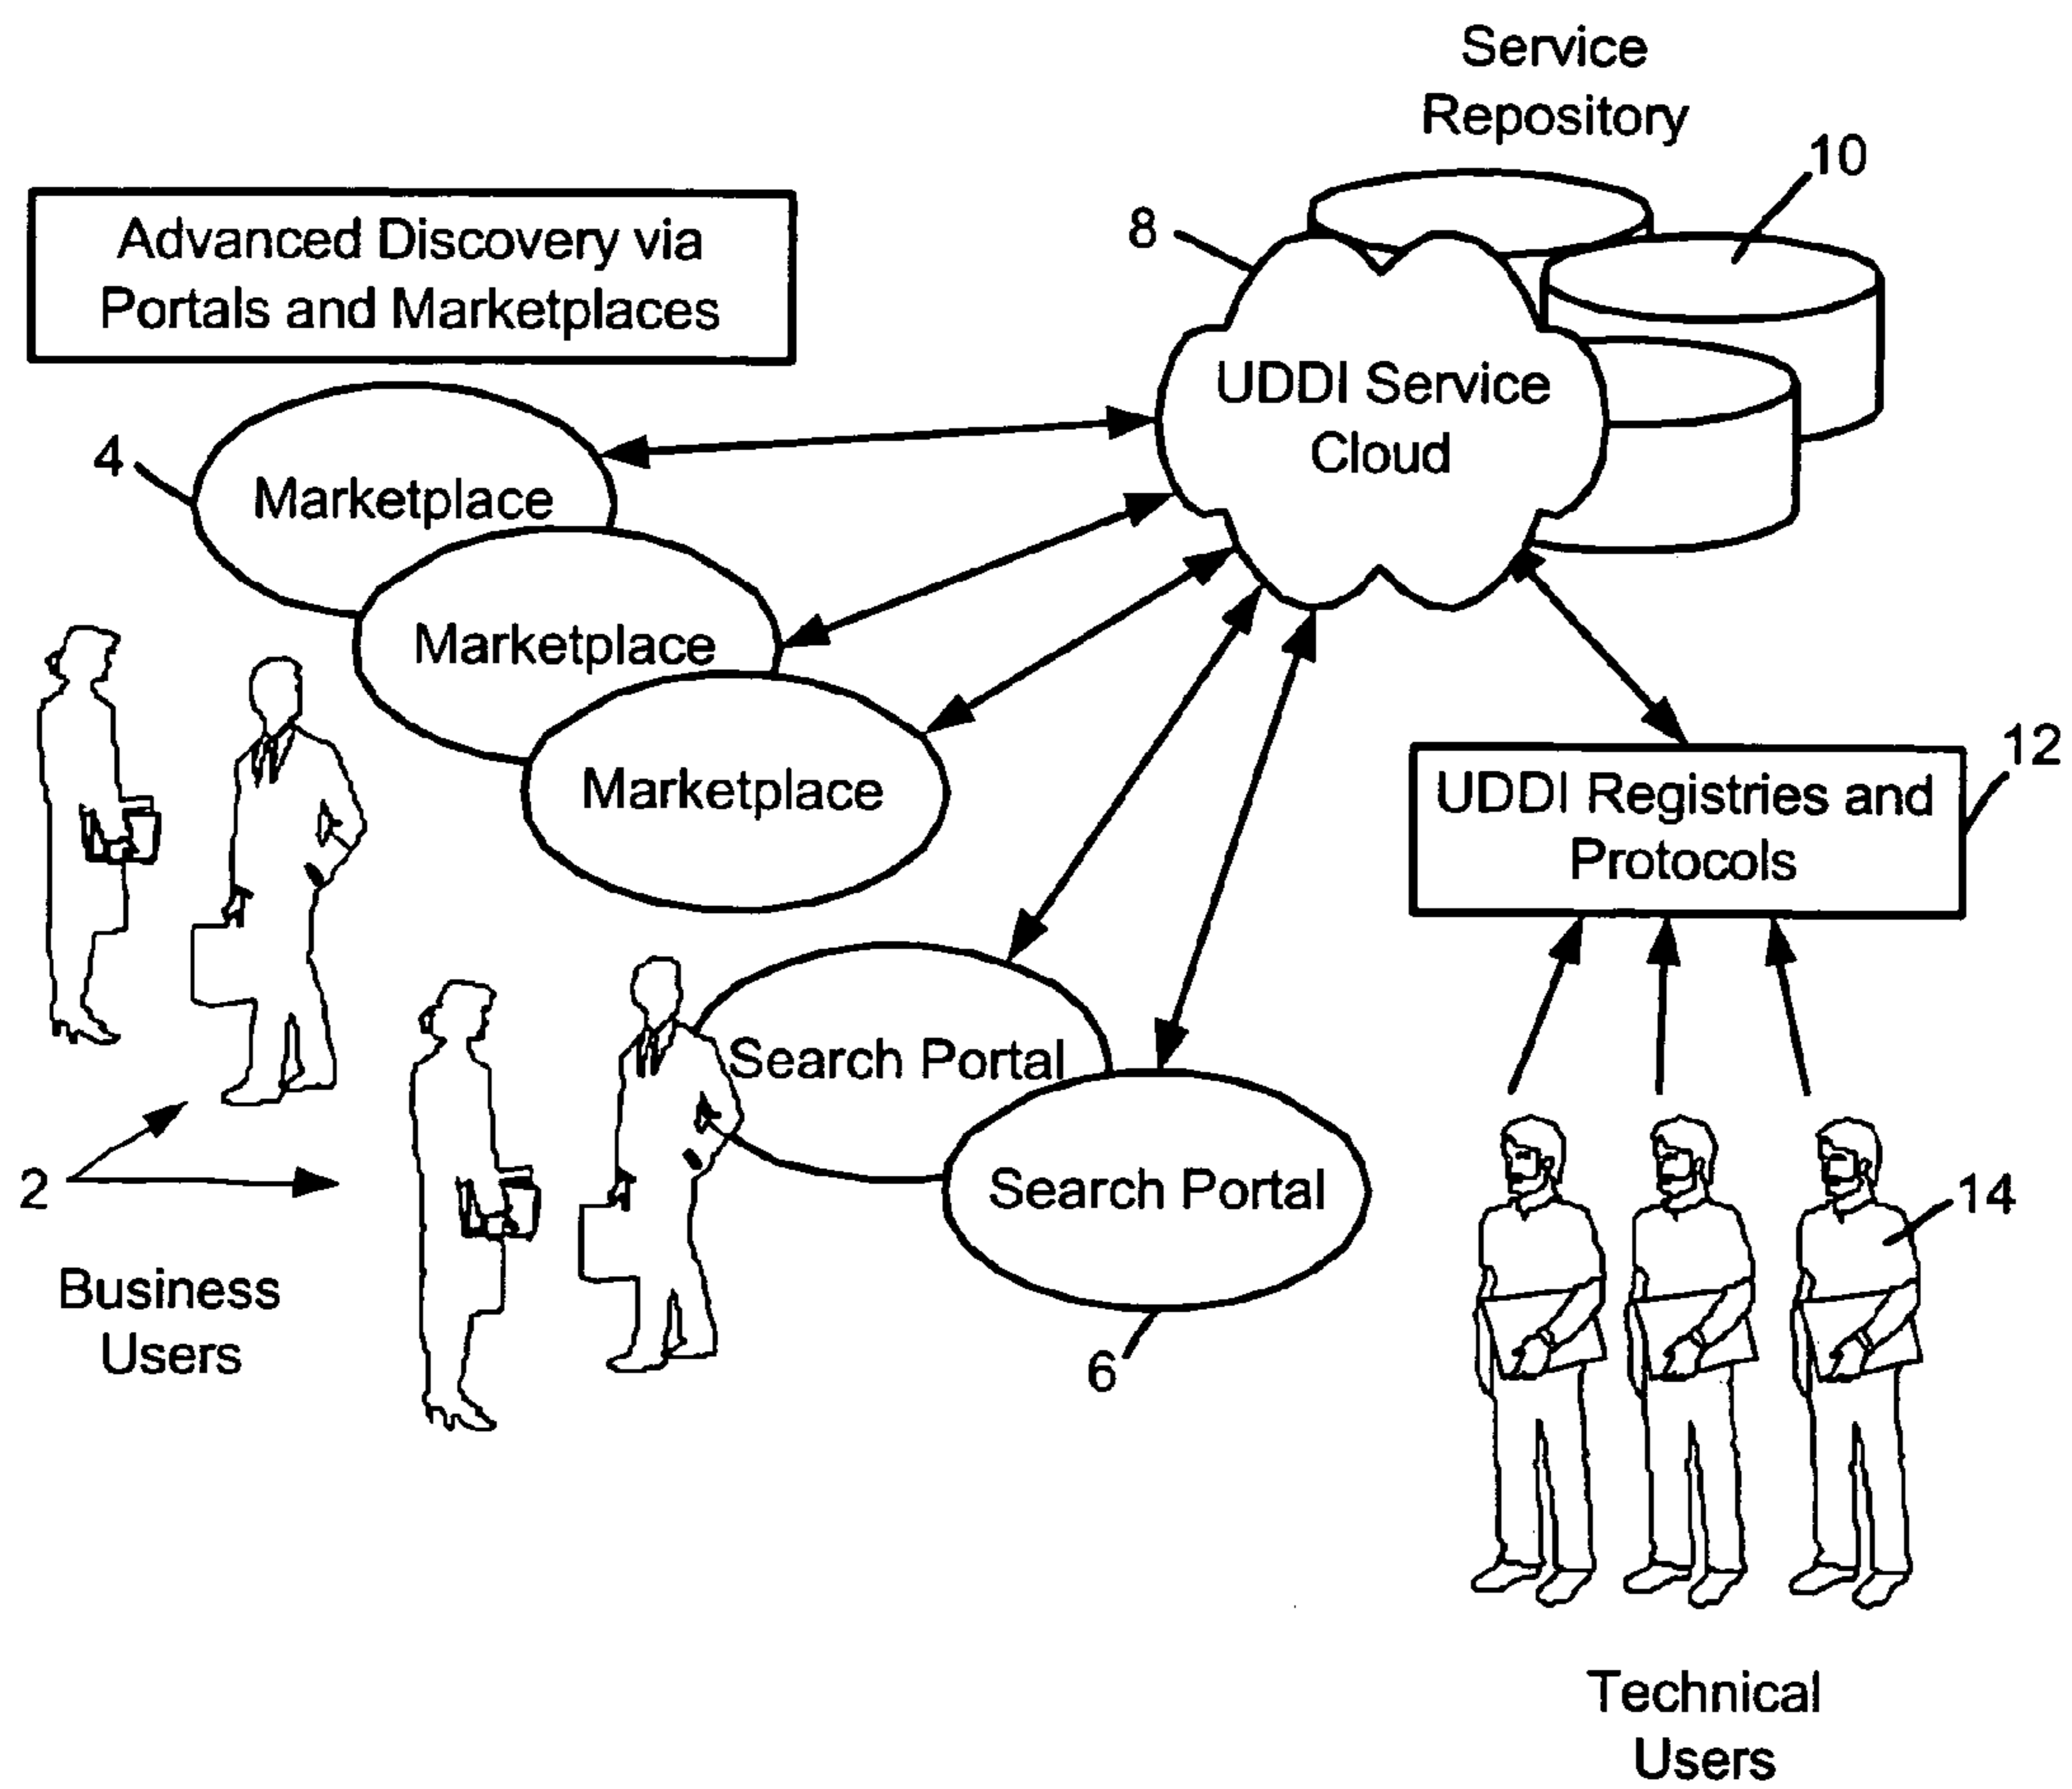 Service
Repository
10
8
Advanced Discovery via
Portals and Marketplaces
UDDI Service
Cloud
4
Marketplace
Marketplace
Marketplace
12
UDDI Registries and
Protocols
Search Portal
Search Portal
2
14
Business
Users
6
Technical
Users